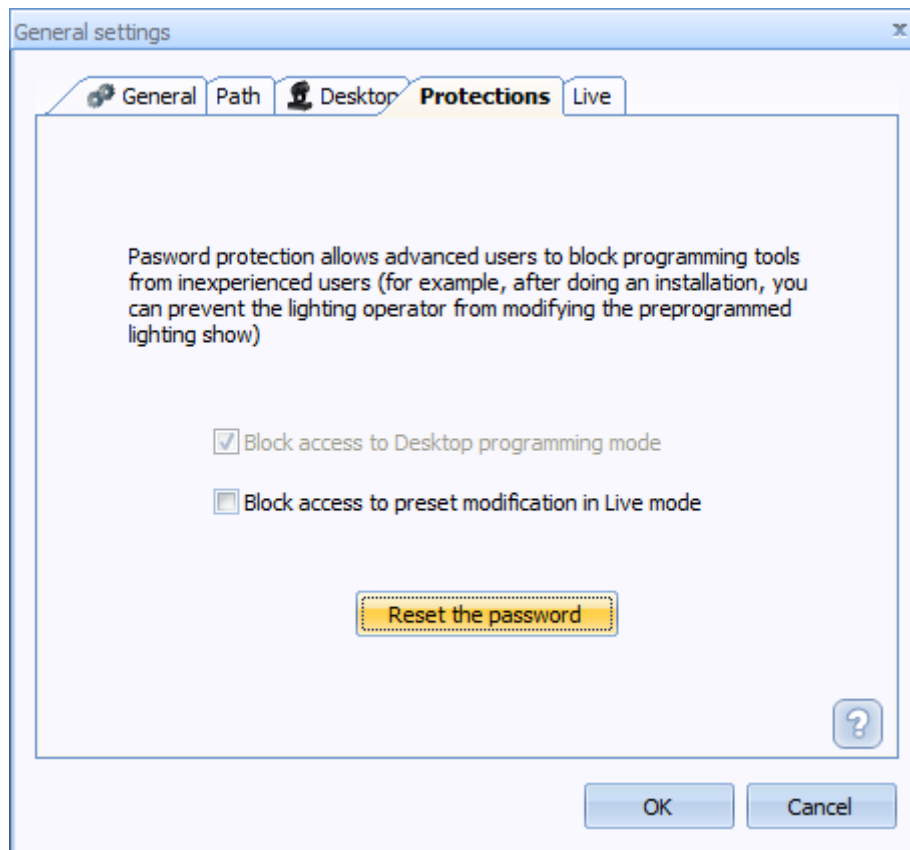 General settings
x
General Path Desktop Protections Live
Pasword protection allows advanced users to block programming tools
from inexperienced users (for example, after doing an installation, you
can prevent the lighting operator from modifying the preprogrammed
lighting show)
Block access to Desktop programming mode
Block access to preset modification in Live mode
Reset the password
?
OK Cancel